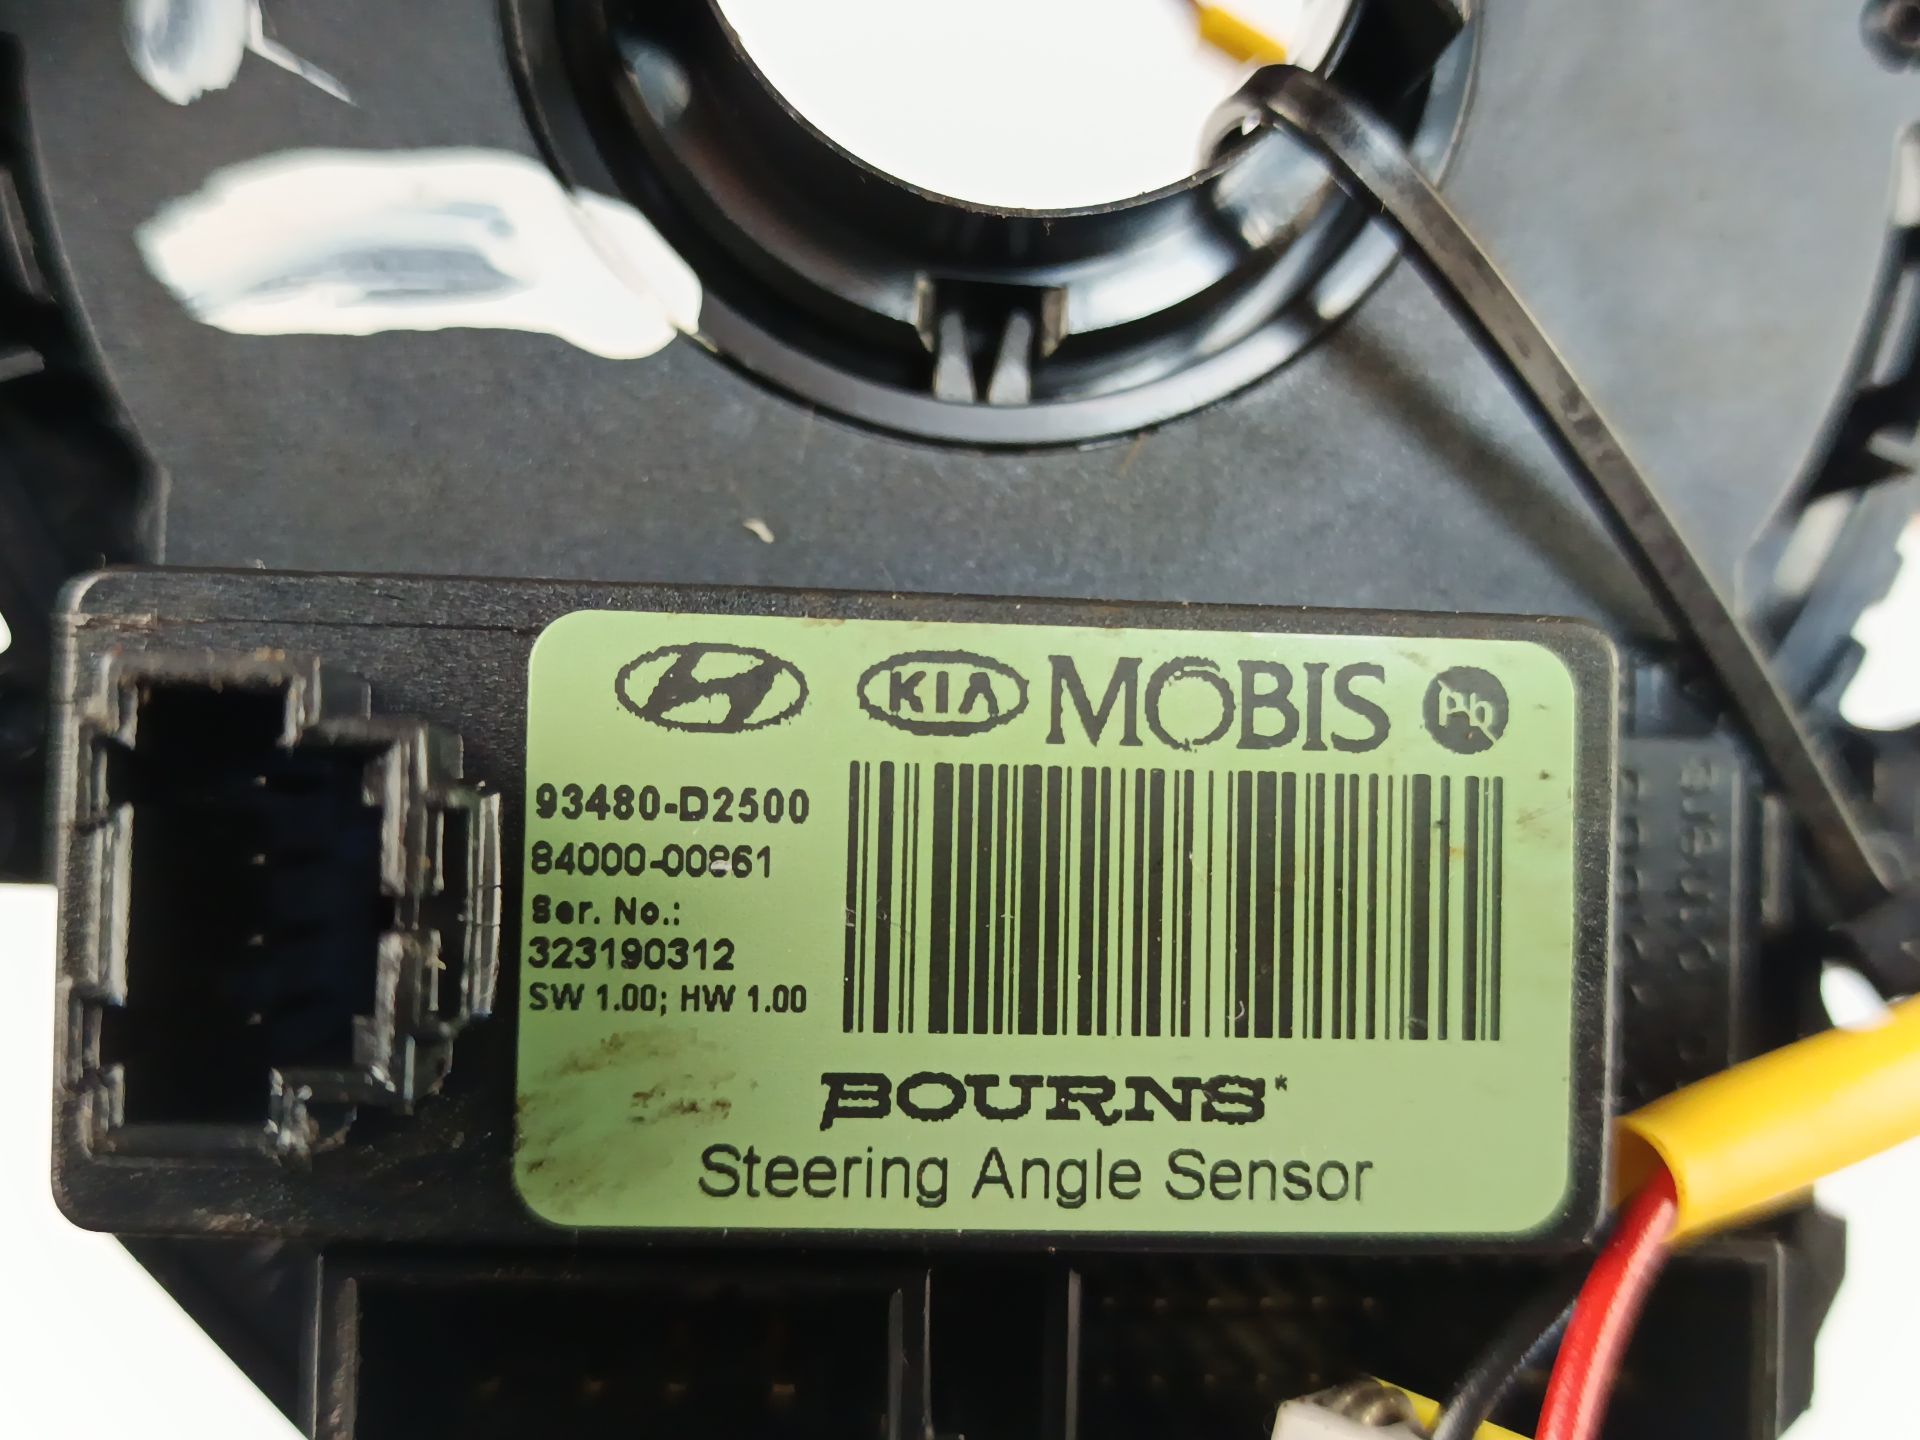 KIA MOBIS Pb
93480-D2500
84000-00861
Ser. No.:
323190312
SW 1.00; HW 1.00
BOURNS*
Steering Angle Sensor